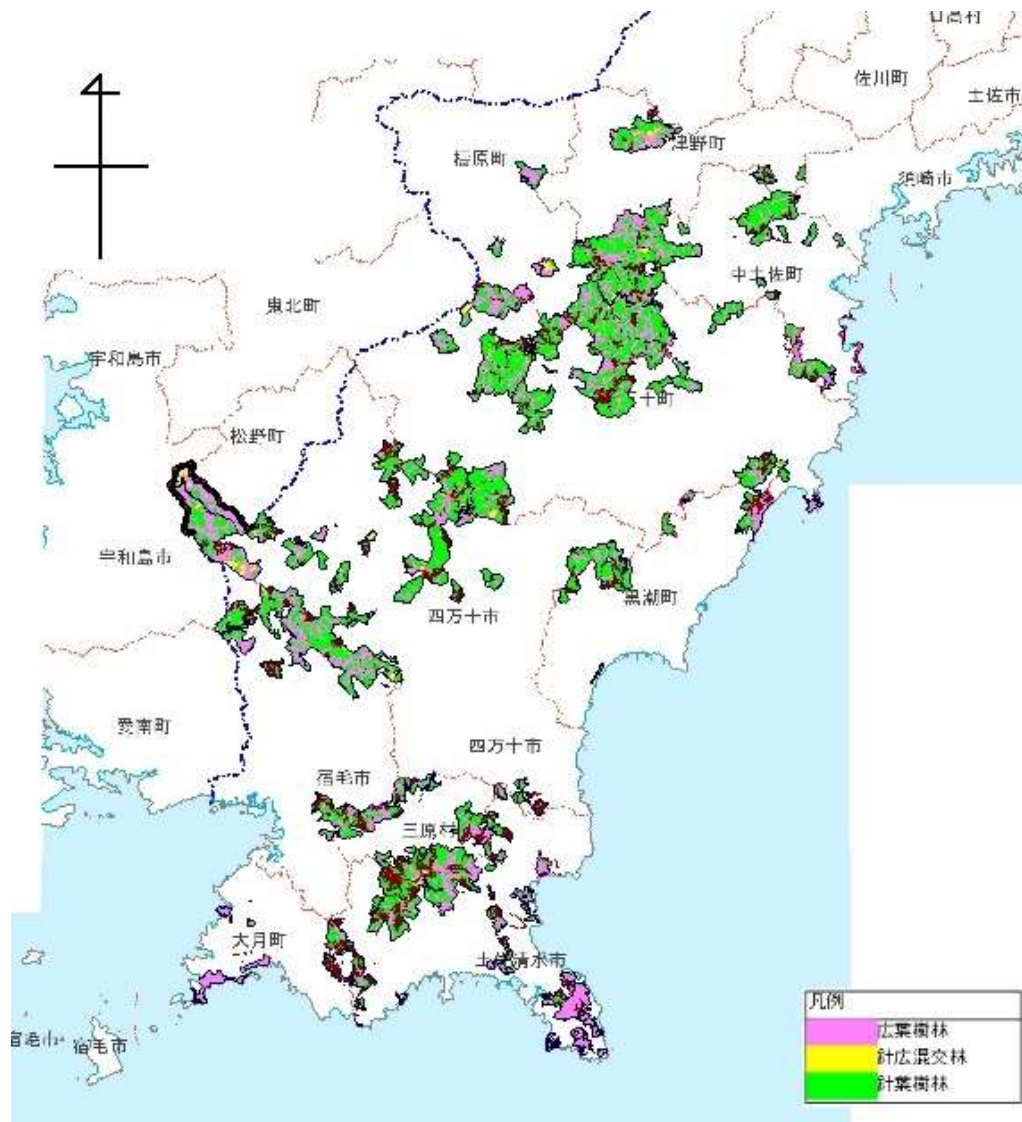 日高村
佐川町
土佐市
津野町
梼原町
須崎市
中土佐町
鬼北町
宇和島市
十町
松野町
宇和島市
黒潮町
四万十市
愛南町
四万十市
宿毛市
三原村
大月町
土佐清水市
宿毛市
宿毛市
凡例
広葉樹林
針広混交林
針葉樹林